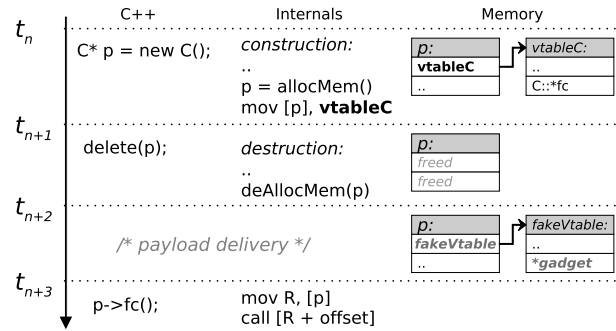 C++ Internals Memory
t_n
C* p = new C(); construction: p: vtableC:
.. vtableC ..
p = allocMem() .. C::*fc
mov [p], vtableC
t_n+1
delete(p); destruction: p:
.. freed
deAllocMem(p) freed
t_n+2
/* payload delivery */ p: fakeVtable:
fakeVtable ..
.. *gadget
t_n+3
p->fc(); mov R, [p]
call [R + offset]